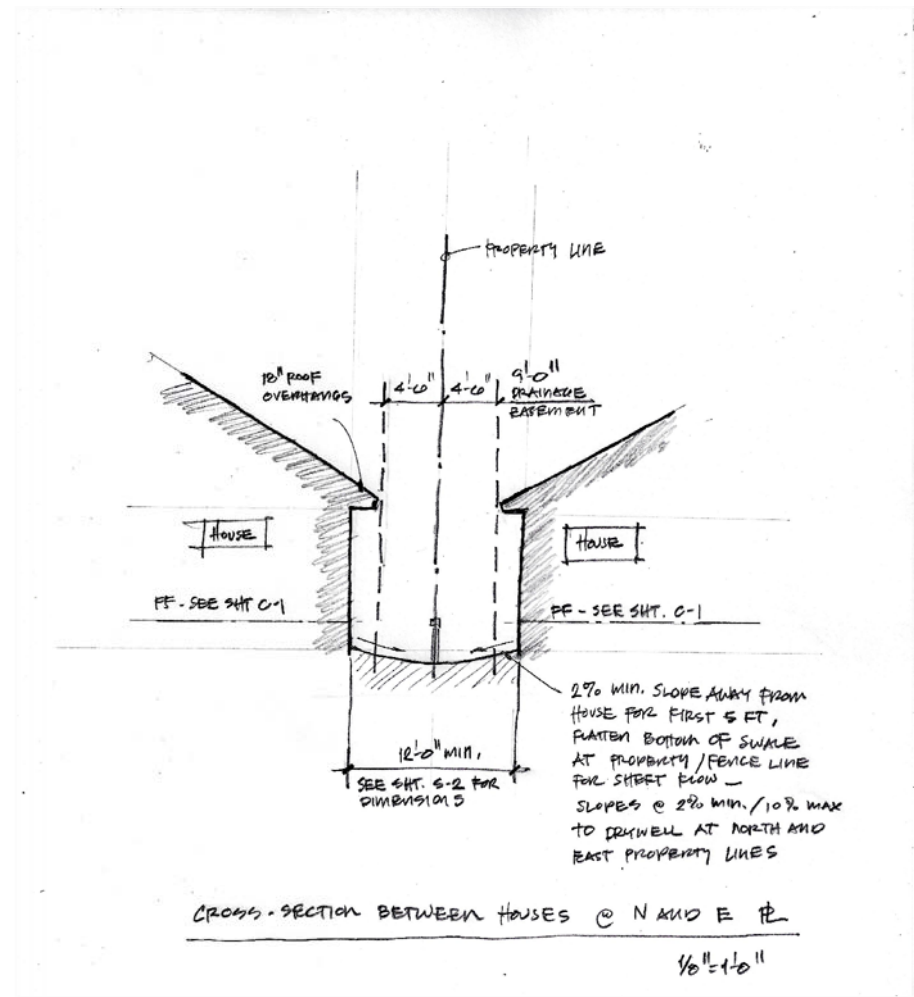 PROPERTY LINE
18" ROOF
OVERHANGS
4'-6"
4'-6"
9'-0"
DRAINAGE
EASEMENT
HOUSE
HOUSE
FF - SEE SHT C-1
FF - SEE SHT. C-1
2% MIN. SLOPE AWAY FROM
HOUSE FOR FIRST 5 FT,
FLATTEN BOTTOM OF SWALE
AT PROPERTY / FENCE LINE
FOR SHEET FLOW –
SLOPES @ 2% MIN. / 10% MAX
TO DRYWELL AT NORTH AND
EAST PROPERTY LINES
12'-0" MIN.
SEE SHT. S-2 FOR
DIMENSIONS
CROSS-SECTION BETWEEN HOUSES @ N AND E PL
1/8"=1'-0"